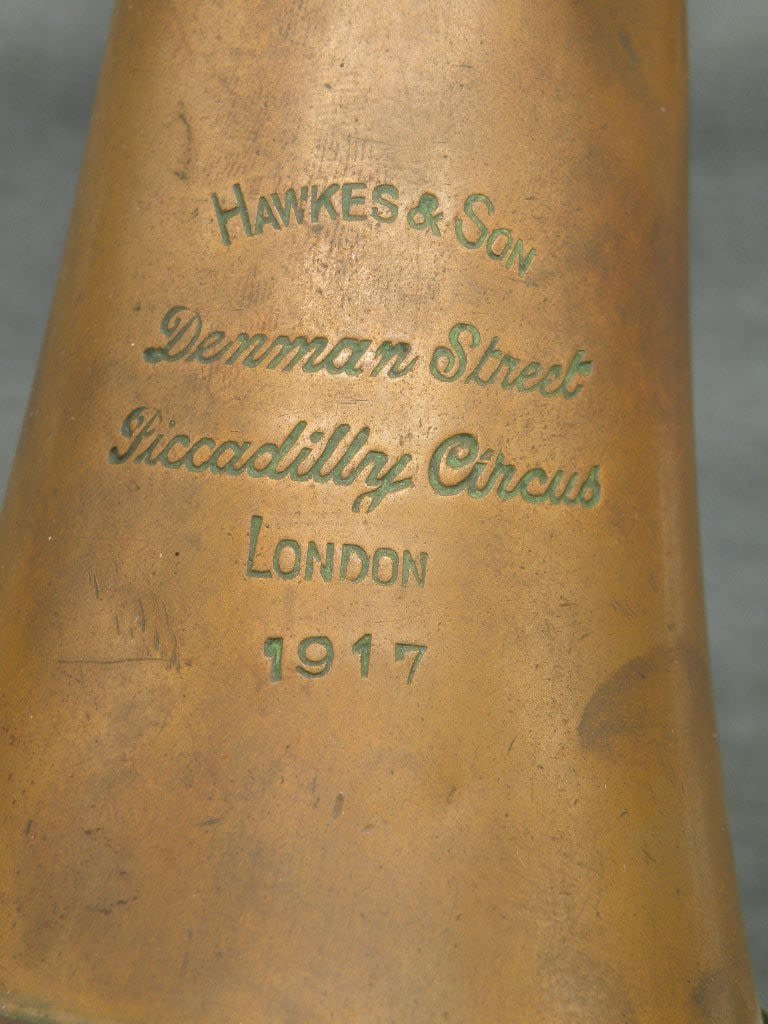 HAWKES & SON
Denman Street
Piccadilly Circus
LONDON
1917